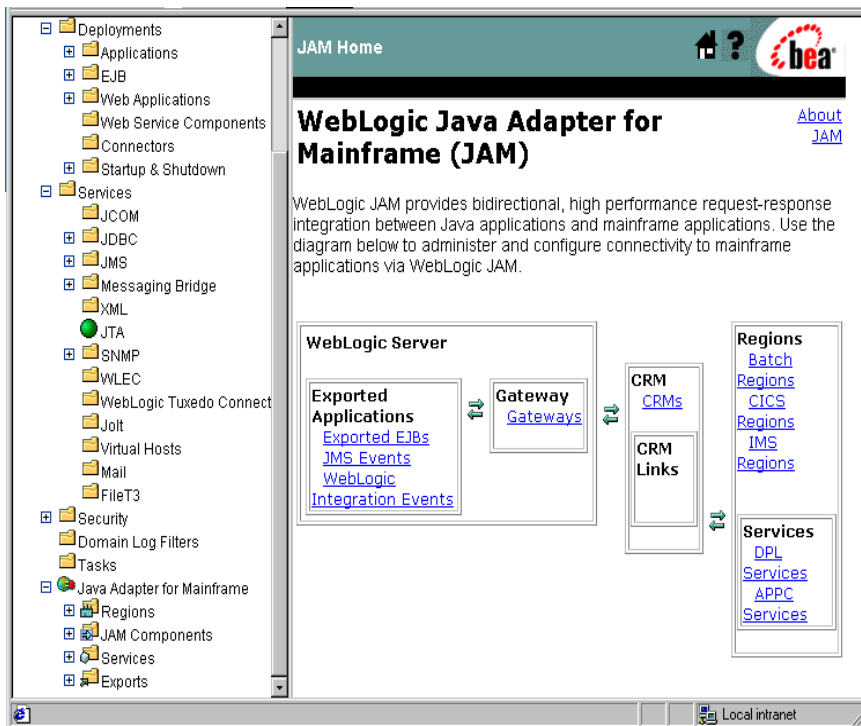 Deployments
Applications
EJB
Web Applications
Web Service Components
Connectors
Startup & Shutdown
Services
JCOM
JDBC
JMS
Messaging Bridge
XML
JTA
SNMP
WLEC
WebLogic Tuxedo Connect
Jolt
Virtual Hosts
Mail
FileT3
Security
Domain Log Filters
Tasks
Java Adapter for Mainframe
Regions
JAM Components
Services
Exports
JAM Home
?
bea
WebLogic Java Adapter for
Mainframe (JAM)
About
JAM
WebLogic JAM provides bidirectional, high performance request-response
integration between Java applications and mainframe applications. Use the
diagram below to administer and configure connectivity to mainframe
applications via WebLogic JAM.
WebLogic Server
Exported
Applications
Exported EJBs
JMS Events
WebLogic
Integration Events
Gateway
Gateways
CRM
CRMs
CRM
Links
Regions
Batch
Regions
CICS
Regions
IMS
Regions
Services
DPL
Services
APPC
Services
Local intranet